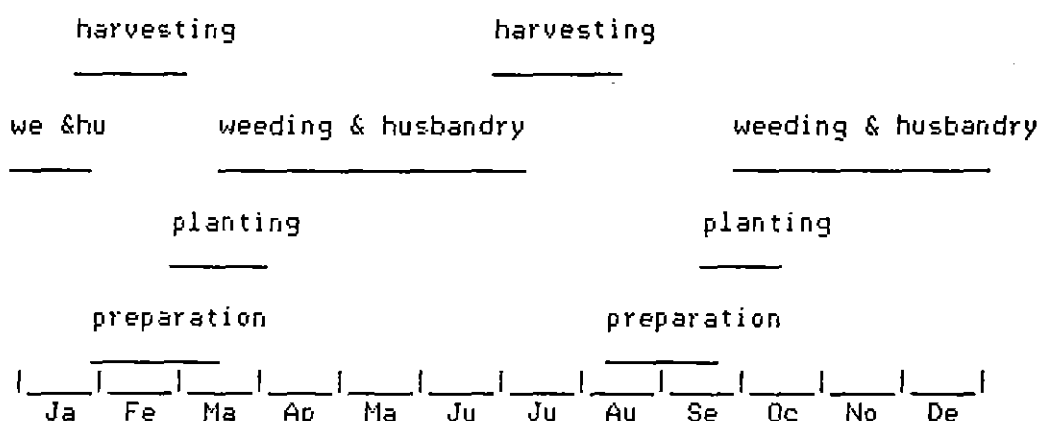 harvesting harvesting
we &hu weeding & husbandry weeding & husbandry
planting planting
preparation preparation
Ja Fe Ma Ap Ma Ju Ju Au Se Oc No De